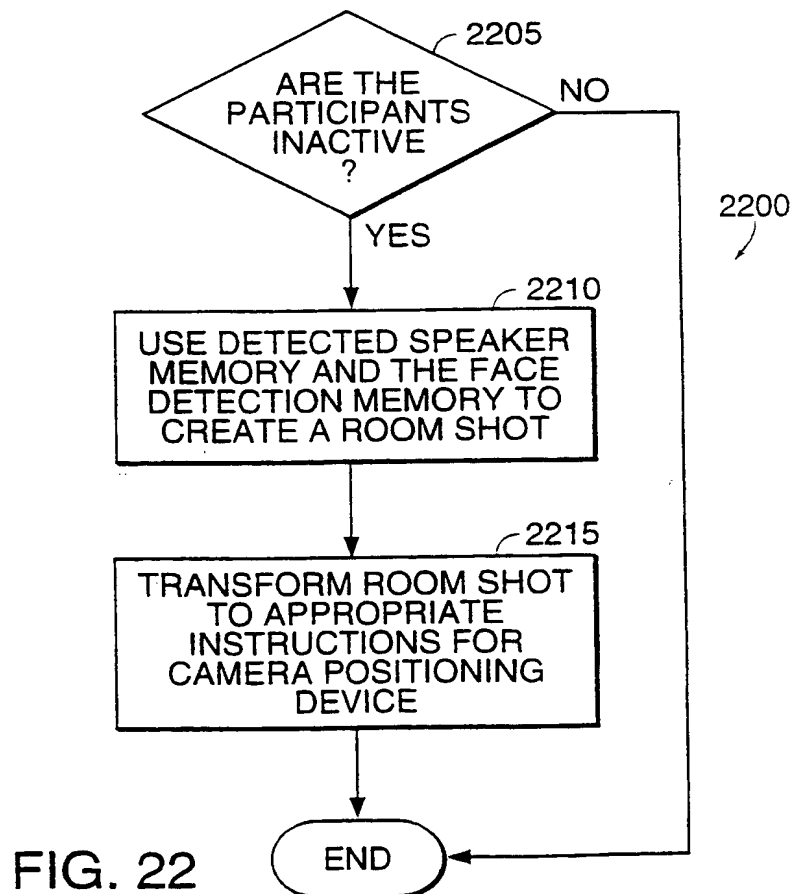 2205
ARE THE
PARTICIPANTS
INACTIVE
?
NO
2200
YES
2210
USE DETECTED SPEAKER
MEMORY AND THE FACE
DETECTION MEMORY TO
CREATE A ROOM SHOT
2215
TRANSFORM ROOM SHOT
TO APPROPRIATE
INSTRUCTIONS FOR
CAMERA POSITIONING
DEVICE
END
FIG. 22